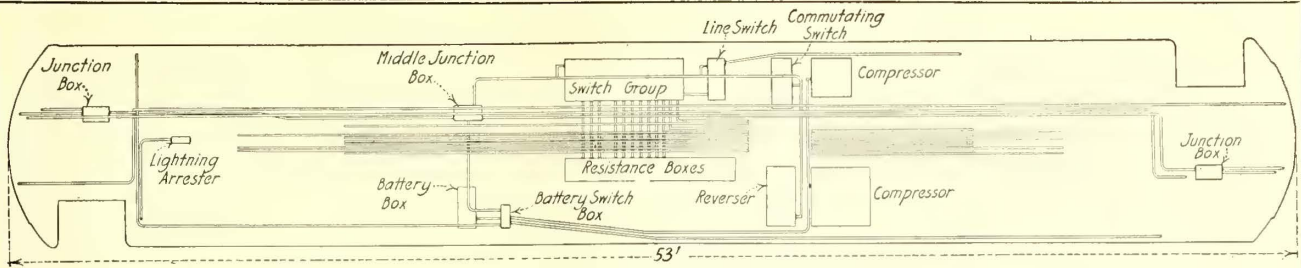 Junction
Box
Middle Junction
Box
Line Switch
Commutating
Switch
Switch Group
Compressor
Lightning
Arrester
Resistance Boxes
Junction
Box
Battery
Box
Battery Switch
Box
Reverser
Compressor
53'